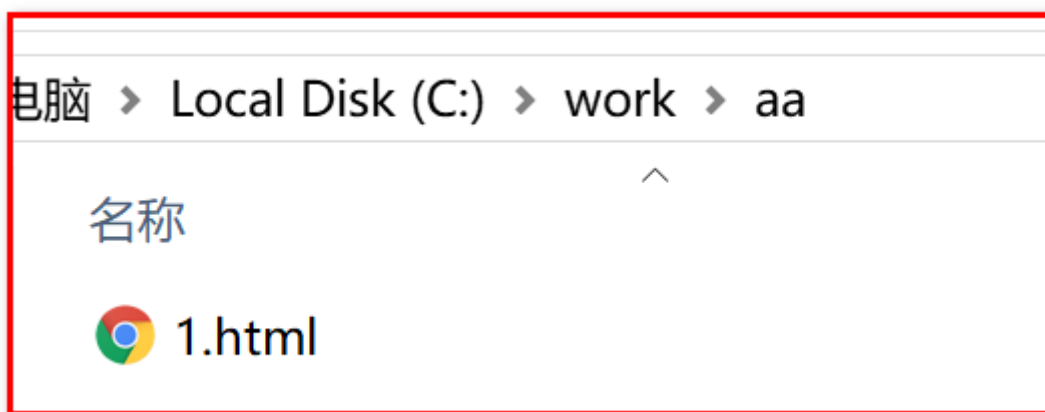 电脑 > Local Disk (C:) > work > aa
名称
1.html